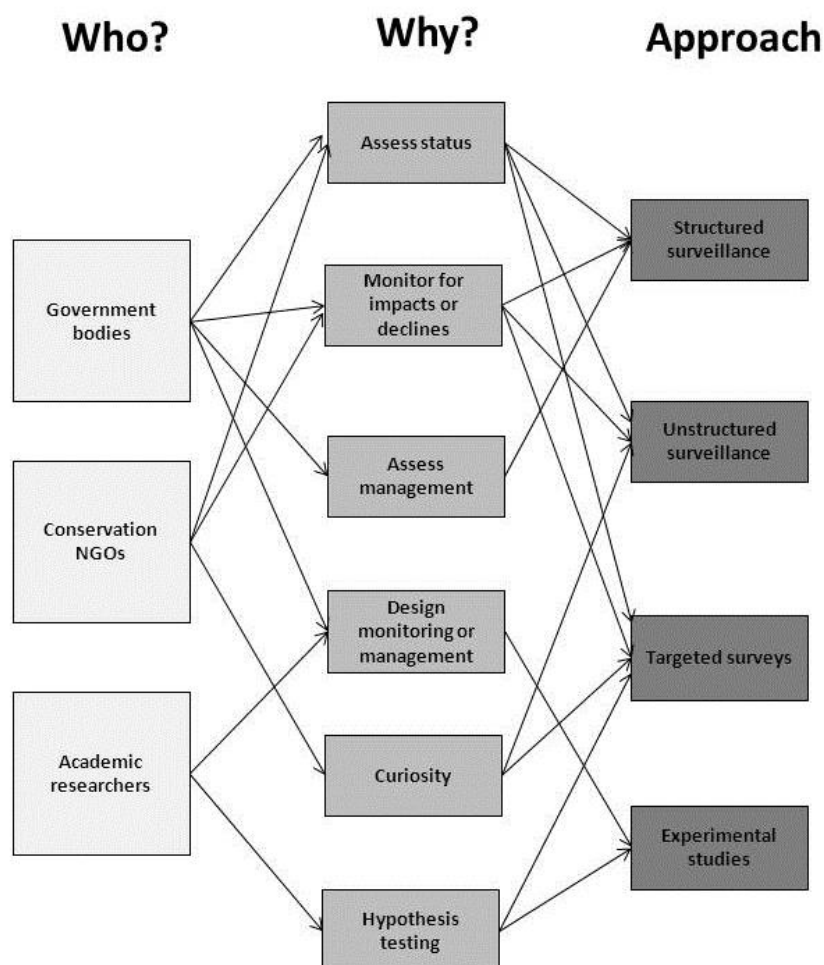 Who?
Why?
Approach
Assess status
Structured
surveillance
Government
bodies
Monitor for
impacts or
declines
Unstructured
surveillance
Assess
management
Conservation
NGOs
Design
monitoring or
management
Targeted surveys
Academic
researchers
Curiosity
Experimental
studies
Hypothesis
testing